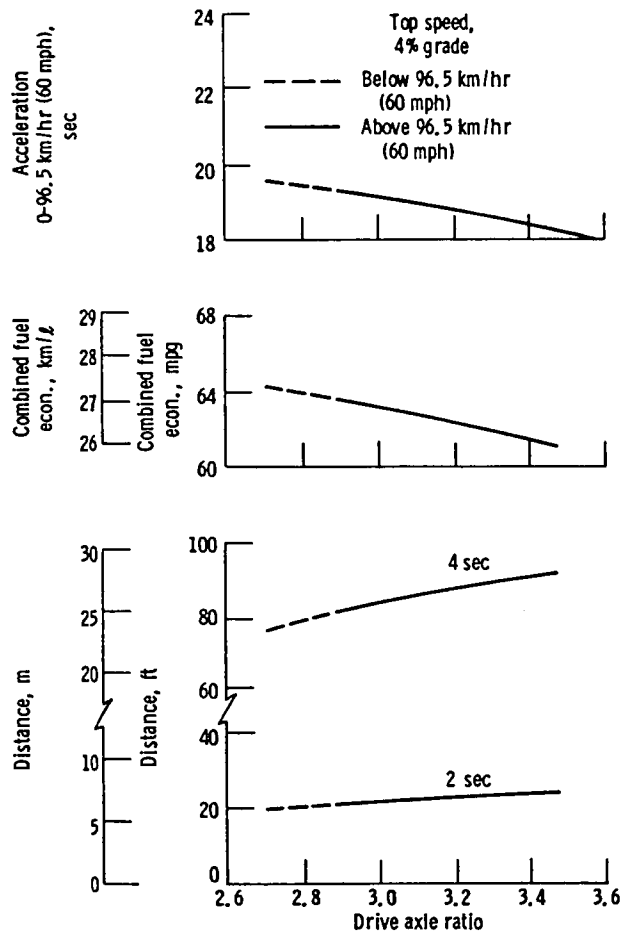 24
22
20
18
Acceleration
0-96.5 km/hr (60 mph),
sec
Top speed,
4% grade
Below 96.5 km/hr
(60 mph)
Above 96.5 km/hr
(60 mph)
Combined fuel
econ., km/ℓ
29
28
27
26
Combined fuel
econ., mpg
68
64
60
Distance, m
30
25
20
10
5
0
Distance, ft
100
80
60
40
20
0
4 sec
2 sec
2.6 2.8 3.0 3.2 3.4 3.6
Drive axle ratio